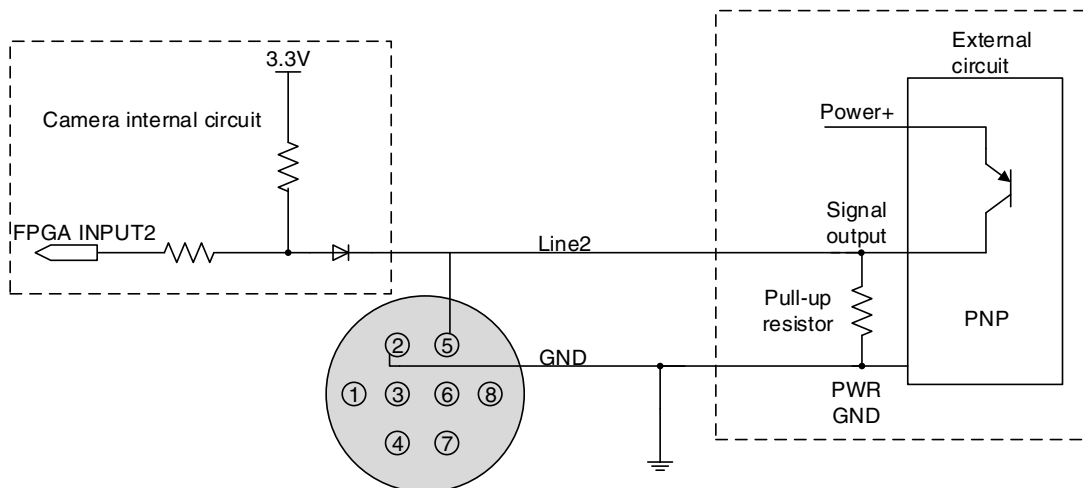 External
circuit
3.3V
Camera internal circuit
Power+
FPGA INPUT2
Signal
output
Line2
Pull-up
resistor
PNP
2
5
GND
1
3
6
8
PWR
GND
4
7